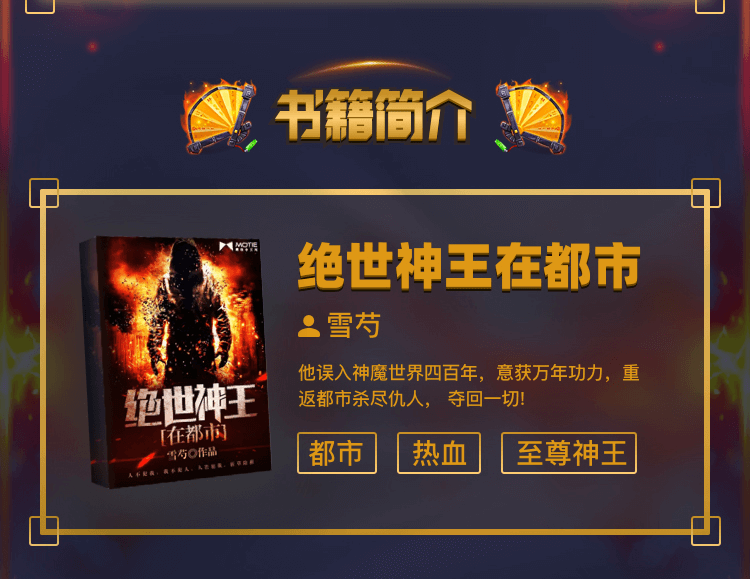 书籍简介
绝世神王在都市
雪芍
他误入神魔世界四百年，意获万年功力，重
返都市杀尽仇人， 夺回一切!
都市
热血
至尊神王
MOTIE
绝世神王
[在都市]
雪芍◎作品